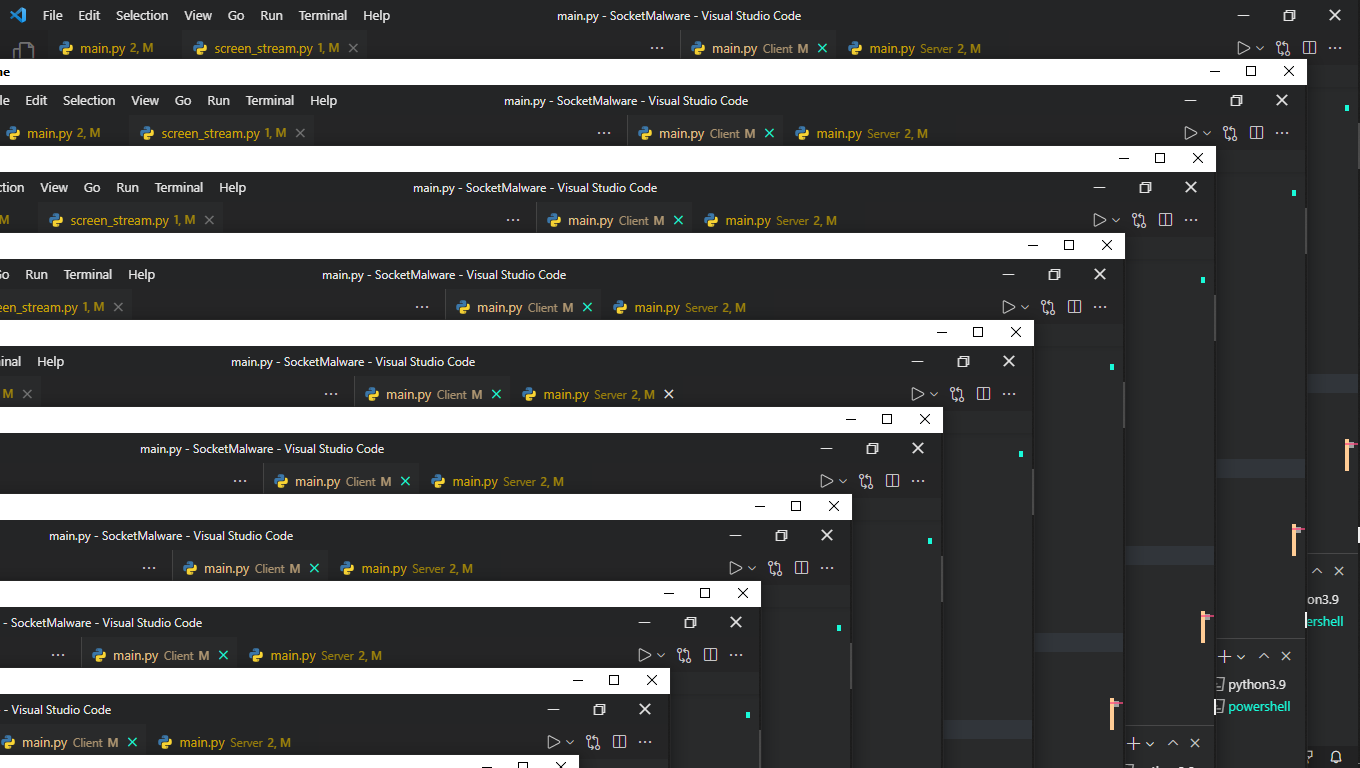 File Edit Selection View Go Run Terminal Help main.py - SocketMalware - Visual Studio Code
main.py 2, M screen_stream.py 1, M ··· main.py Client M main.py Server 2, M ···
Edit Selection View Go Run Terminal Help main.py - SocketMalware - Visual Studio Code
main.py 2, M screen_stream.py 1, M ··· main.py Client M main.py Server 2, M ···
ction View Go Run Terminal Help main.py - SocketMalware - Visual Studio Code
M screen_stream.py 1, M ··· main.py Client M main.py Server 2, M ···
Go Run Terminal Help main.py - SocketMalware - Visual Studio Code
een_stream.py 1, M ··· main.py Client M main.py Server 2, M ···
inal Help main.py - SocketMalware - Visual Studio Code
M ··· main.py Client M main.py Server 2, M ···
main.py - SocketMalware - Visual Studio Code
··· main.py Client M main.py Server 2, M ···
main.py - SocketMalware - Visual Studio Code
··· main.py Client M main.py Server 2, M ···
hon3.9
ershell
- SocketMalware - Visual Studio Code
··· main.py Client M main.py Server 2, M ···
python3.9
powershell
- Visual Studio Code
main.py Client M main.py Server 2, M ···